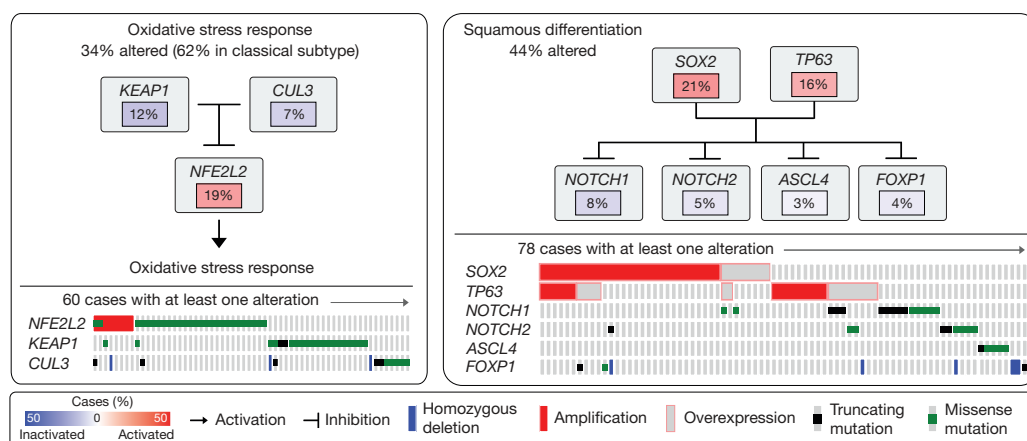 Oxidative stress response
34% altered (62% in classical subtype)
KEAP1
12%
CUL3
7%
NFE2L2
19%
Oxidative stress response
60 cases with at least one alteration
NFE2L2
KEAP1
CUL3
Squamous differentiation
44% altered
SOX2
21%
TP63
16%
NOTCH1
8%
NOTCH2
5%
ASCL4
3%
FOXP1
4%
78 cases with at least one alteration
SOX2
TP63
NOTCH1
NOTCH2
ASCL4
FOXP1
Cases (%)
50 0 50
Inactivated Activated
Activation
Inhibition
Homozygous
deletion
Amplification
Overexpression
Truncating
mutation
Missense
mutation